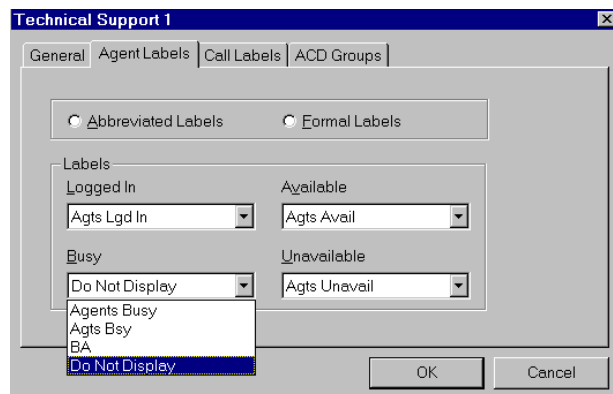 Technical Support 1
General Agent Labels Call Labels ACD Groups
Abbreviated Labels Formal Labels
Labels
Logged In Available
Agts Lgd In Agts Avail
Busy Unavailable
Do Not Display Agts Unavail
Agents Busy
Agts Bsy
BA
Do Not Display
OK Cancel